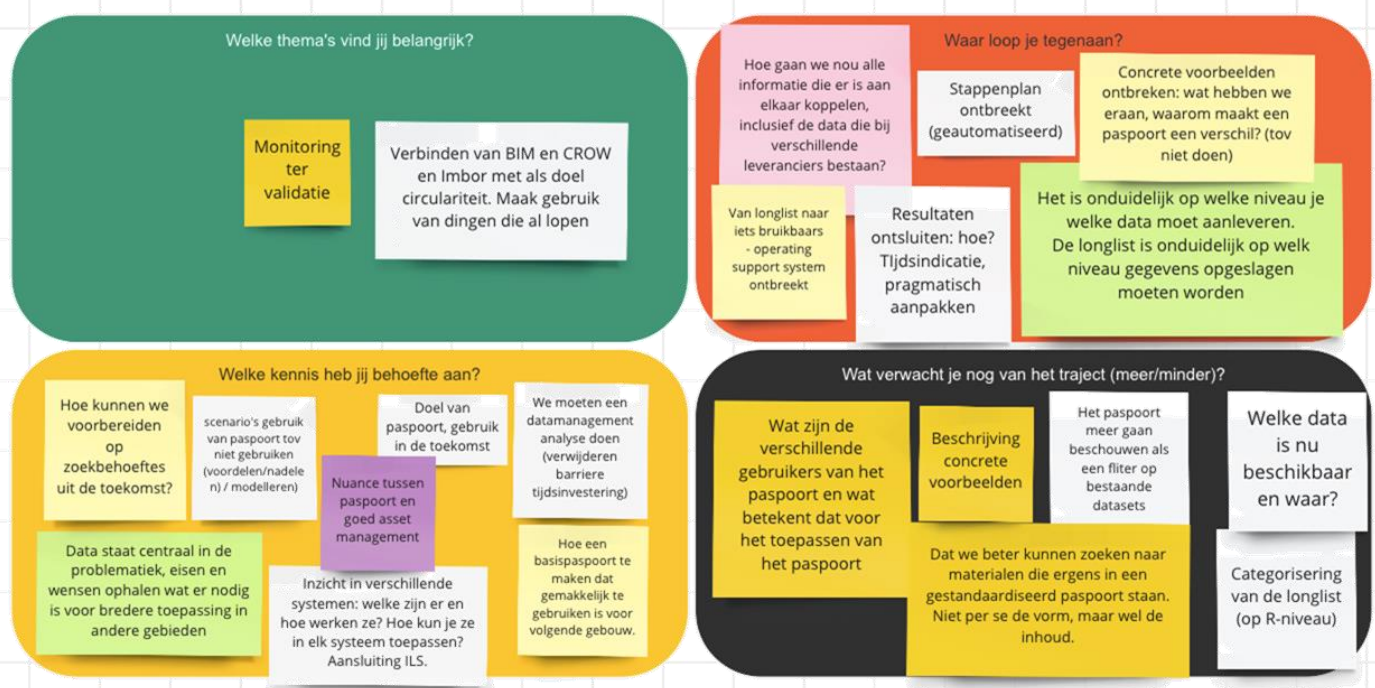 Welke thema's vind jij belangrijk?
Monitoring
ter
validatie
Verbinden van BIM en CROW
en Imbor met als doel
circulariteit. Maak gebruik
van dingen die al lopen
Waar loop je tegenaan?
Hoe gaan we nou alle
informatie die er is aan
elkaar koppelen,
inclusief de data die bij
verschillende
leveranciers bestaan?
Stappenplan
ontbreekt
(geautomatiseerd)
Concrete voorbeelden
ontbreken: wat hebben we
eraan, waarom maakt een
paspoort een verschil? (tov
niet doen)
Van longlist naar
iets bruikbaars
- operating
support system
ontbreekt
Resultaten
ontsluiten: hoe?
TIjdsindicatie,
pragmatisch
aanpakken
Het is onduidelijk op welke niveau je
welke data moet aanleveren.
De longlist is onduidelijk op welk
niveau gegevens opgeslagen
moeten worden
Welke kennis heb jij behoefte aan?
Hoe kunnen we
voorbereiden
op
zoekbehoeftes
uit de toekomst?
scenario's gebruik
van paspoort tov
niet gebruiken
(voordelen/nadele
n) / modelleren)
Doel van
paspoort, gebruik
in de toekomst
We moeten een
datamanagement
analyse doen
(verwijderen
barriere
tijdsinvestering)
Nuance tussen
paspoort en
goed asset
management
Data staat centraal in de
problematiek, eisen en
wensen ophalen wat er nodig
is voor bredere toepassing in
andere gebieden
Inzicht in verschillende
systemen: welke zijn er en
hoe werken ze? Hoe kun je ze
in elk systeem toepassen?
Aansluiting ILS.
Hoe een
basispaspoort te
maken dat
gemakkelijk te
gebruiken is voor
volgende gebouw.
Wat verwacht je nog van het traject (meer/minder)?
Wat zijn de
verschillende
gebruikers van het
paspoort en wat
betekent dat voor
het toepassen van
het paspoort
Beschrijving
concrete
voorbeelden
Het paspoort
meer gaan
beschouwen als
een fliter op
bestaande
datasets
Welke data
is nu
beschikbaar
en waar?
Dat we beter kunnen zoeken naar
materialen die ergens in een
gestandaardiseerd paspoort staan.
Niet per se de vorm, maar wel de
inhoud.
Categorisering
van de longlist
(op R-niveau)